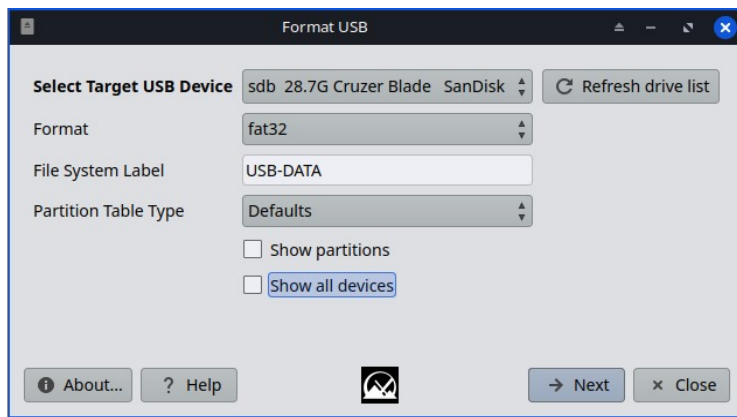 Format USB
Select Target USB Device sdb 28.7G Cruzer Blade SanDisk Refresh drive list
Format fat32
File System Label USB-DATA
Partition Table Type Defaults
Show partitions
Show all devices
About... ? Help Next Close